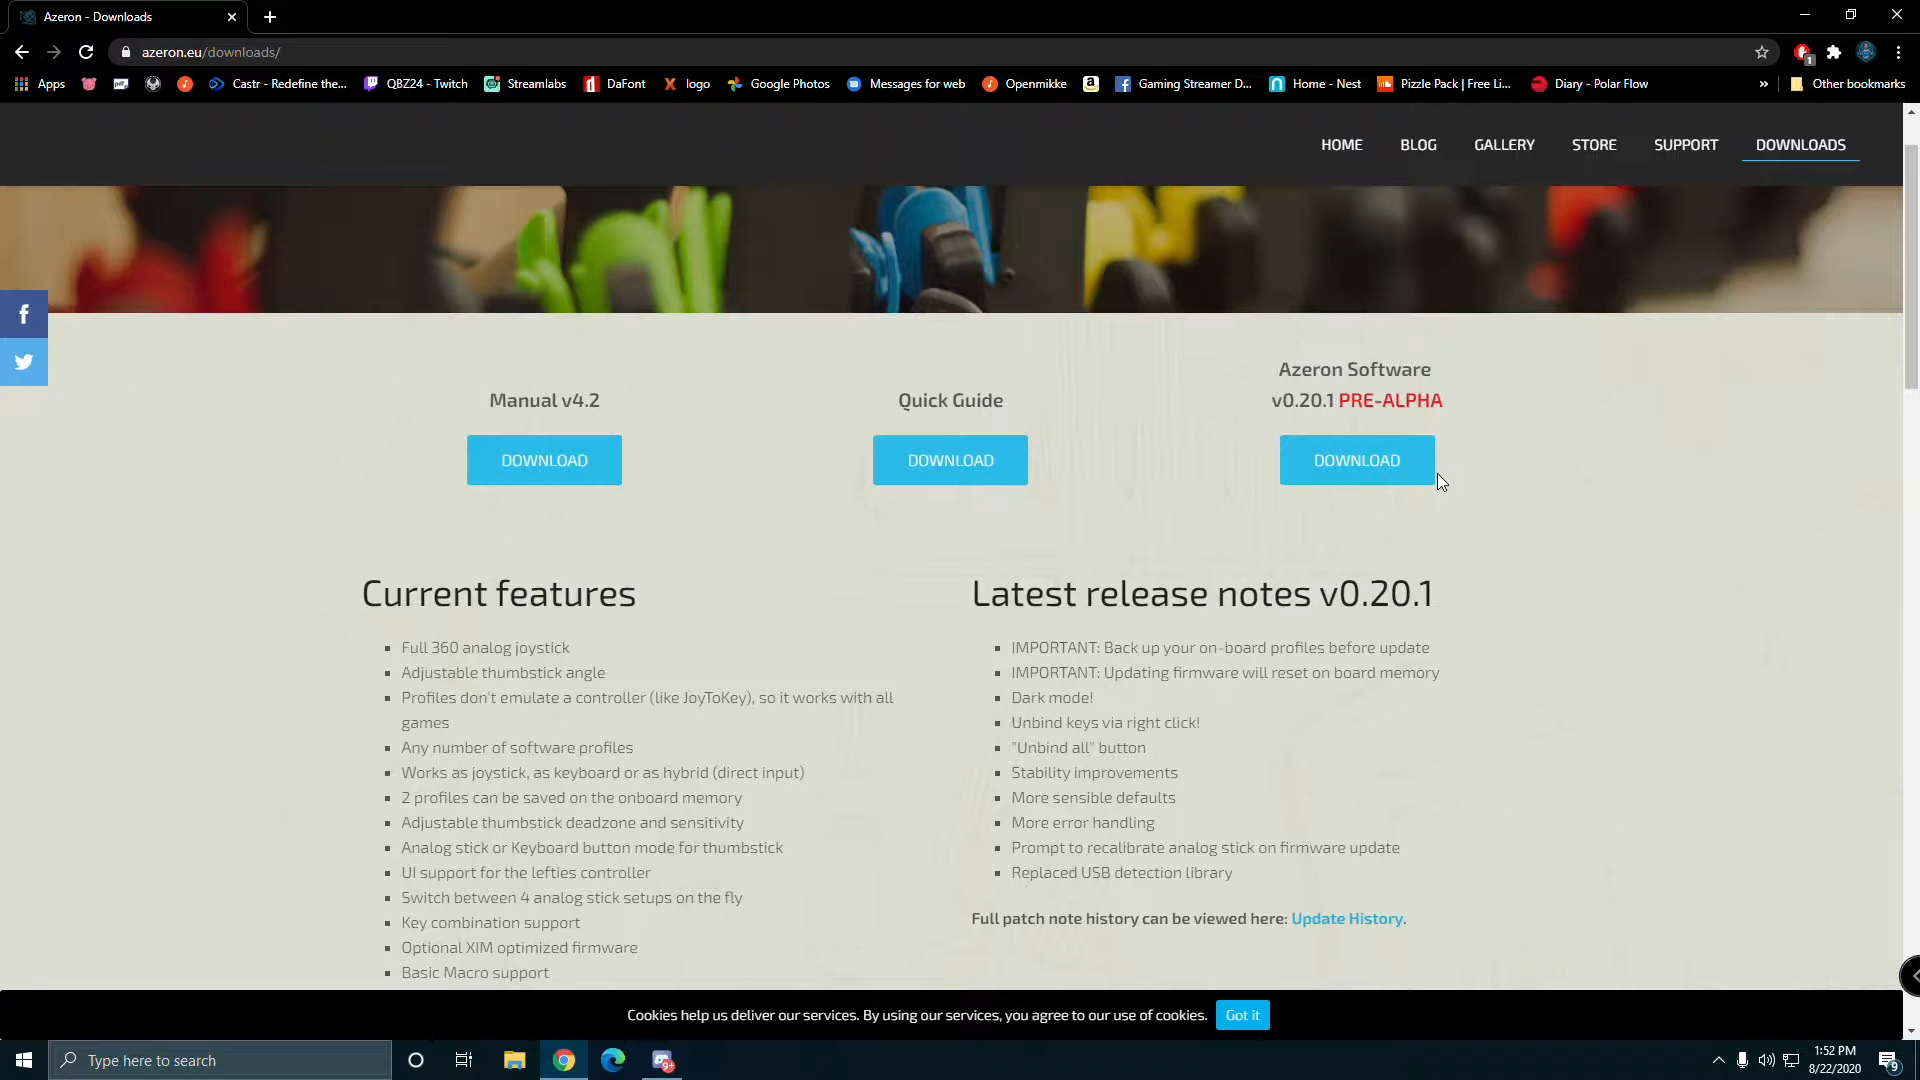 Azeron - Downloads
azeron.eu/downloads/
Apps
Castr - Redefine the...
QBZ24 - Twitch
Streamlabs
DaFont
logo
Google Photos
Messages for web
Openmikke
Gaming Streamer D...
Home - Nest
Pizzle Pack | Free Li...
Diary - Polar Flow
»
Other bookmarks
HOME
BLOG
GALLERY
STORE
SUPPORT
DOWNLOADS
Manual v4.2
DOWNLOAD
Quick Guide
DOWNLOAD
Azeron Software
v0.20.1 PRE-ALPHA
DOWNLOAD
Current features
Full 360 analog joystick
Adjustable thumbstick angle
Profiles don't emulate a controller (like JoyToKey), so it works with all
games
Any number of software profiles
Works as joystick, as keyboard or as hybrid (direct input)
2 profiles can be saved on the onboard memory
Adjustable thumbstick deadzone and sensitivity
Analog stick or Keyboard button mode for thumbstick
UI support for the lefties controller
Switch between 4 analog stick setups on the fly
Key combination support
Optional XIM optimized firmware
Basic Macro support
Latest release notes v0.20.1
IMPORTANT: Back up your on-board profiles before update
IMPORTANT: Updating firmware will reset on board memory
Dark mode!
Unbind keys via right click!
"Unbind all" button
Stability improvements
More sensible defaults
More error handling
Prompt to recalibrate analog stick on firmware update
Replaced USB detection library
Full patch note history can be viewed here: Update History.
Cookies help us deliver our services. By using our services, you agree to our use of cookies.
Got it
Type here to search
9+
1:52 PM
8/22/2020
9